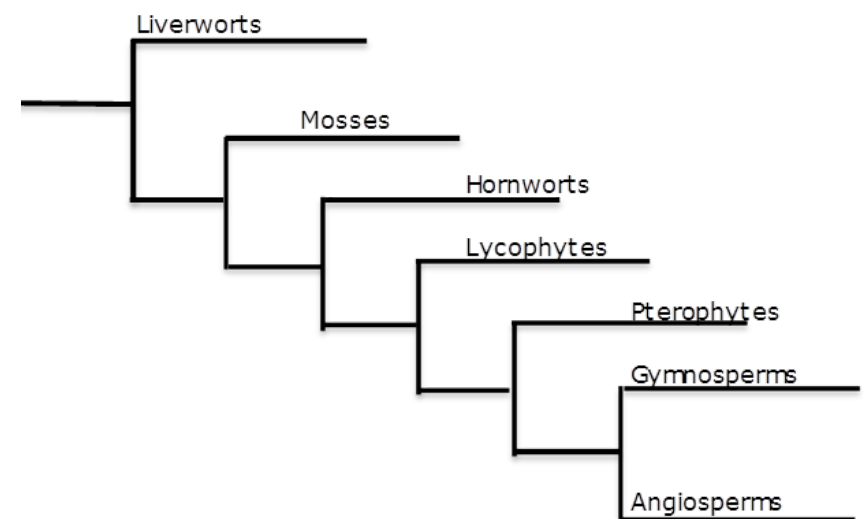 Liverworts
Mosses
Hornworts
Lycophytes
Pterophytes
Gymnosperms
Angiosperms